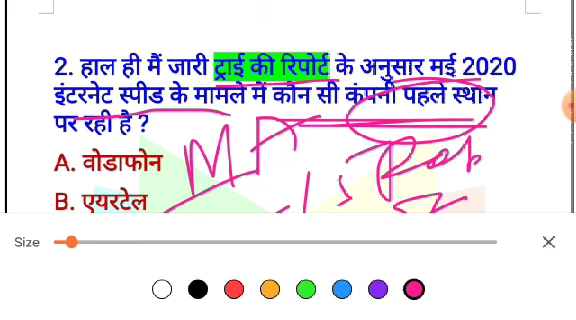 2. हाल ही मैं जारी ट्राई की रिपोर्ट के अनुसार मई 2020
इंटरनेट स्पीड के मामले में कौन सी कंपनी पहले स्थान
पर रही है ?
A. वोडाफोन
B. एयरटेल
Size